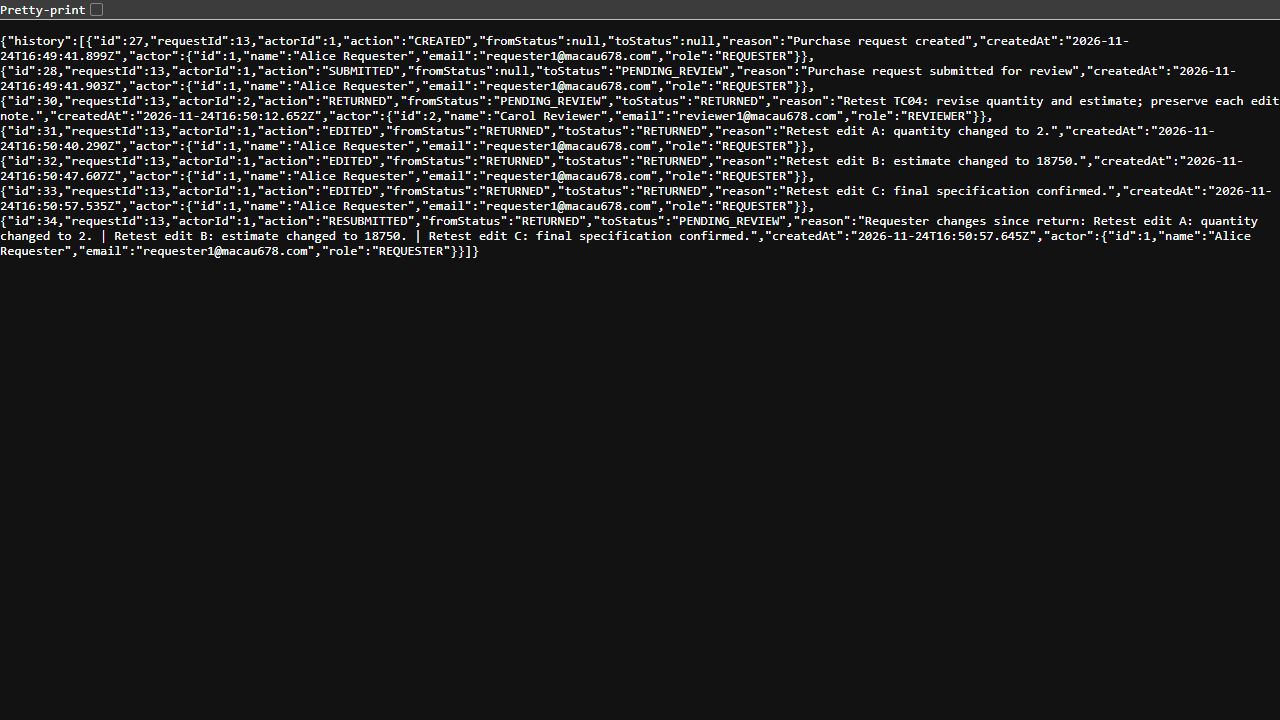 Pretty-print
{"history":[{"id":27,"requestId":13,"actorId":1,"action":"CREATED","fromStatus":null,"toStatus":null,"reason":"Purchase request created","createdAt":"2026-11-
24T16:49:41.899Z","actor":{"id":1,"name":"Alice Requester","email":"requester1@macau678.com","role":"REQUESTER"}},
{"id":28,"requestId":13,"actorId":1,"action":"SUBMITTED","fromStatus":null,"toStatus":"PENDING_REVIEW","reason":"Purchase request submitted for review","createdAt":"2026-11-
24T16:49:41.903Z","actor":{"id":1,"name":"Alice Requester","email":"requester1@macau678.com","role":"REQUESTER"}},
{"id":30,"requestId":13,"actorId":2,"action":"RETURNED","fromStatus":"PENDING_REVIEW","toStatus":"RETURNED","reason":"Retest TC04: revise quantity and estimate; preserve each edit
note.","createdAt":"2026-11-24T16:50:12.652Z","actor":{"id":2,"name":"Carol Reviewer","email":"reviewer1@macau678.com","role":"REVIEWER"}},
{"id":31,"requestId":13,"actorId":1,"action":"EDITED","fromStatus":"RETURNED","toStatus":"RETURNED","reason":"Retest edit A: quantity changed to 2.","createdAt":"2026-11-
24T16:50:40.290Z","actor":{"id":1,"name":"Alice Requester","email":"requester1@macau678.com","role":"REQUESTER"}},
{"id":32,"requestId":13,"actorId":1,"action":"EDITED","fromStatus":"RETURNED","toStatus":"RETURNED","reason":"Retest edit B: estimate changed to 18750.","createdAt":"2026-11-
24T16:50:47.607Z","actor":{"id":1,"name":"Alice Requester","email":"requester1@macau678.com","role":"REQUESTER"}},
{"id":33,"requestId":13,"actorId":1,"action":"EDITED","fromStatus":"RETURNED","toStatus":"RETURNED","reason":"Retest edit C: final specification confirmed.","createdAt":"2026-11-
24T16:50:57.535Z","actor":{"id":1,"name":"Alice Requester","email":"requester1@macau678.com","role":"REQUESTER"}},
{"id":34,"requestId":13,"actorId":1,"action":"RESUBMITTED","fromStatus":"RETURNED","toStatus":"PENDING_REVIEW","reason":"Requester changes since return: Retest edit A: quantity
changed to 2. | Retest edit B: estimate changed to 18750. | Retest edit C: final specification confirmed.","createdAt":"2026-11-24T16:50:57.645Z","actor":{"id":1,"name":"Alice
Requester","email":"requester1@macau678.com","role":"REQUESTER"}}]}